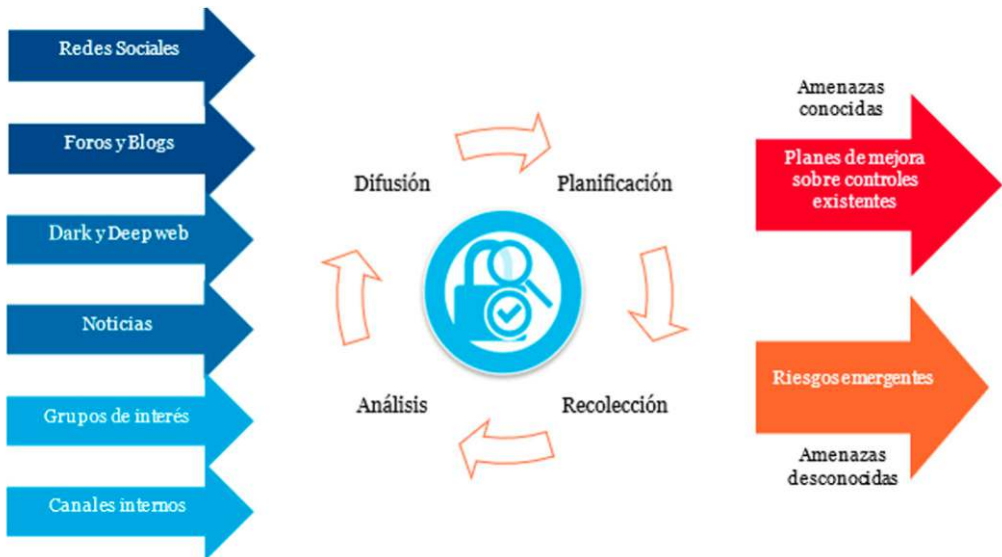 Redes Sociales
Foros y Blogs
Dark y Deep web
Noticias
Grupos de interés
Canales internos
Difusión
Planificación
Análisis
Recolección
Amenazas
conocidas
Planes de mejora
sobre controles
existentes
Riesgos emergentes
Amenazas
desconocidas